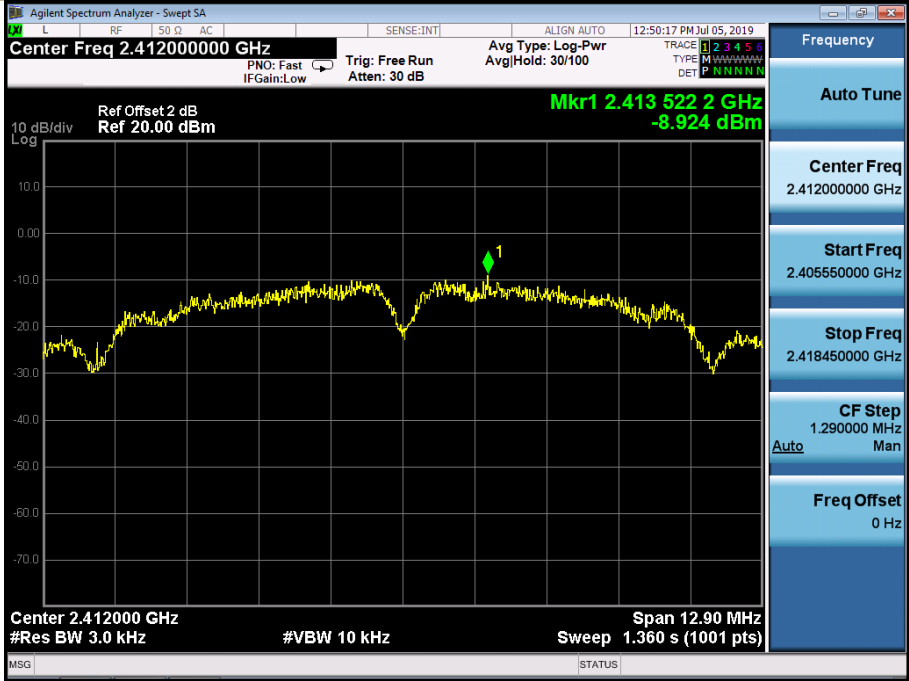 Agilent Spectrum Analyzer - Swept SA
LXI L RF 50 Ω AC SENSE:INT ALIGN AUTO 12:50:17 PM Jul 05, 2019
Center Freq 2.412000000 GHz
PNO: Fast
IFGain:Low
Trig: Free Run
Atten: 30 dB
Avg Type: Log-Pwr
Avg|Hold: 30/100
TRACE 1 2 3 4 5 6
TYPE M WWWWW
DET P N N N N N
Frequency
Mkr1 2.413 522 2 GHz
-8.924 dBm
Ref Offset 2 dB
10 dB/div Ref 20.00 dBm
Log
10.0
0.00
-10.0
-20.0
-30.0
-40.0
-50.0
-60.0
-70.0
1
Center 2.412000 GHz Span 12.90 MHz
#Res BW 3.0 kHz #VBW 10 kHz Sweep 1.360 s (1001 pts)
Auto Tune
Center Freq
2.412000000 GHz
Start Freq
2.405550000 GHz
Stop Freq
2.418450000 GHz
CF Step
1.290000 MHz
Auto Man
Freq Offset
0 Hz
MSG STATUS